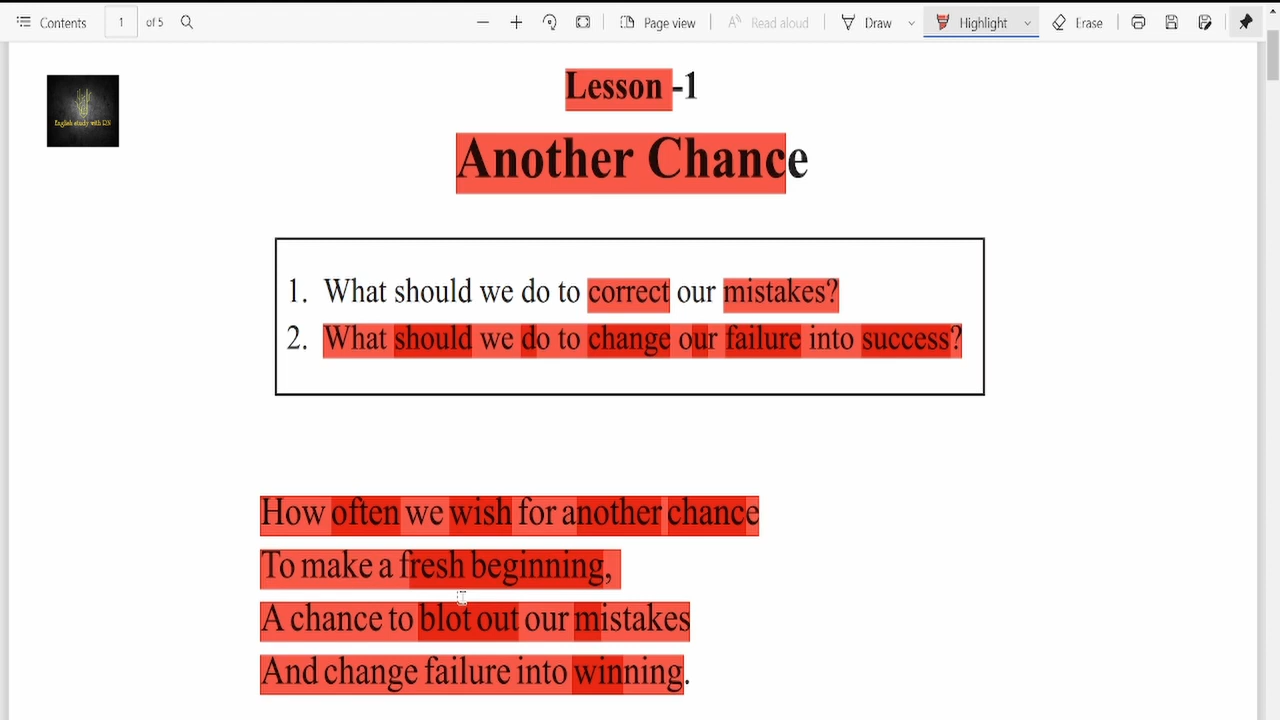 Contents 1 of 5 Page view Read aloud Draw Highlight Erase
English study with
Lesson -1
Another Chance
1. What should we do to correct our mistakes?
2. What should we do to change our failure into success?
How often we wish for another chance
To make a fresh beginning,
A chance to blot out our mistakes
And change failure into winning.